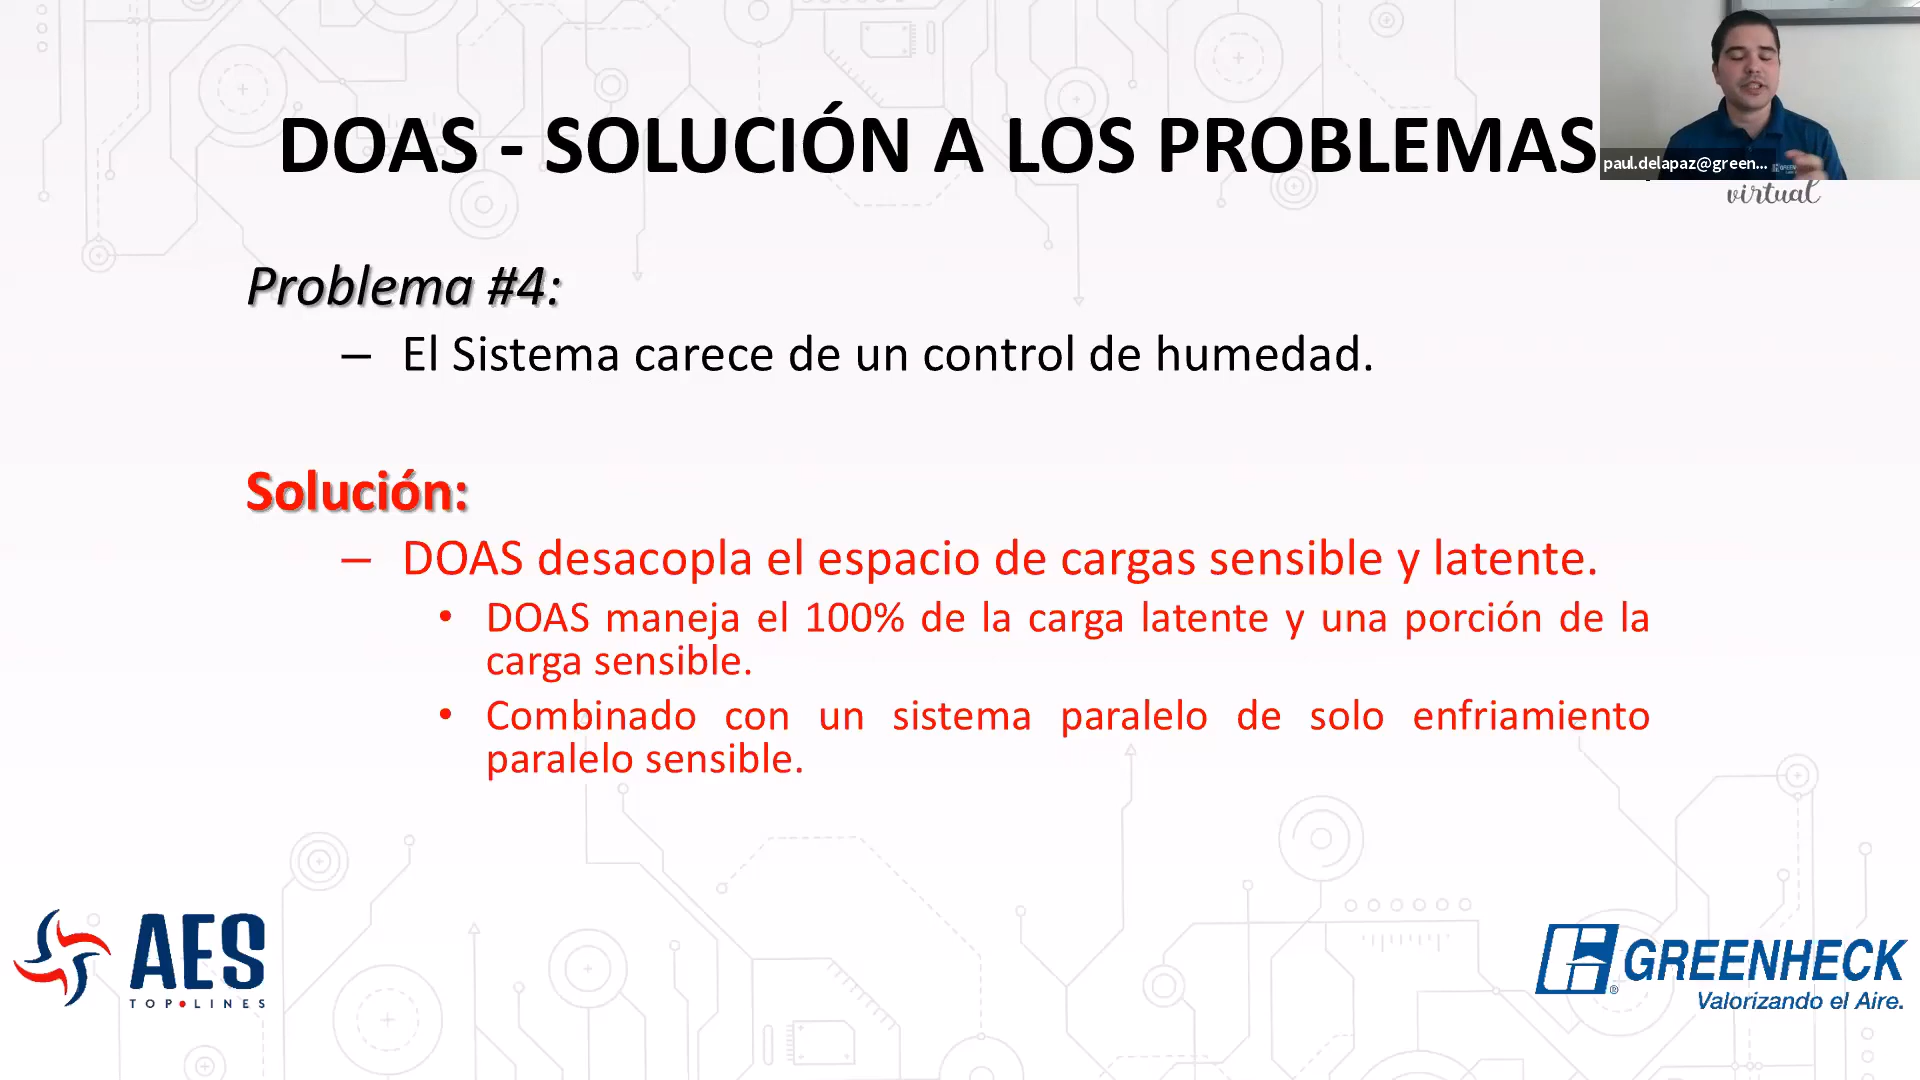 DOAS - SOLUCIÓN A LOS PROBLEMAS
paul.delapaz@green...
virtual
Problema #4:
– El Sistema carece de un control de humedad.
Solución:
– DOAS desacopla el espacio de cargas sensible y latente.
• DOAS maneja el 100% de la carga latente y una porción de la
carga sensible.
• Combinado con un sistema paralelo de solo enfriamiento
paralelo sensible.
AES
TOP•LINES
GREENHECK
Valorizando el Aire.